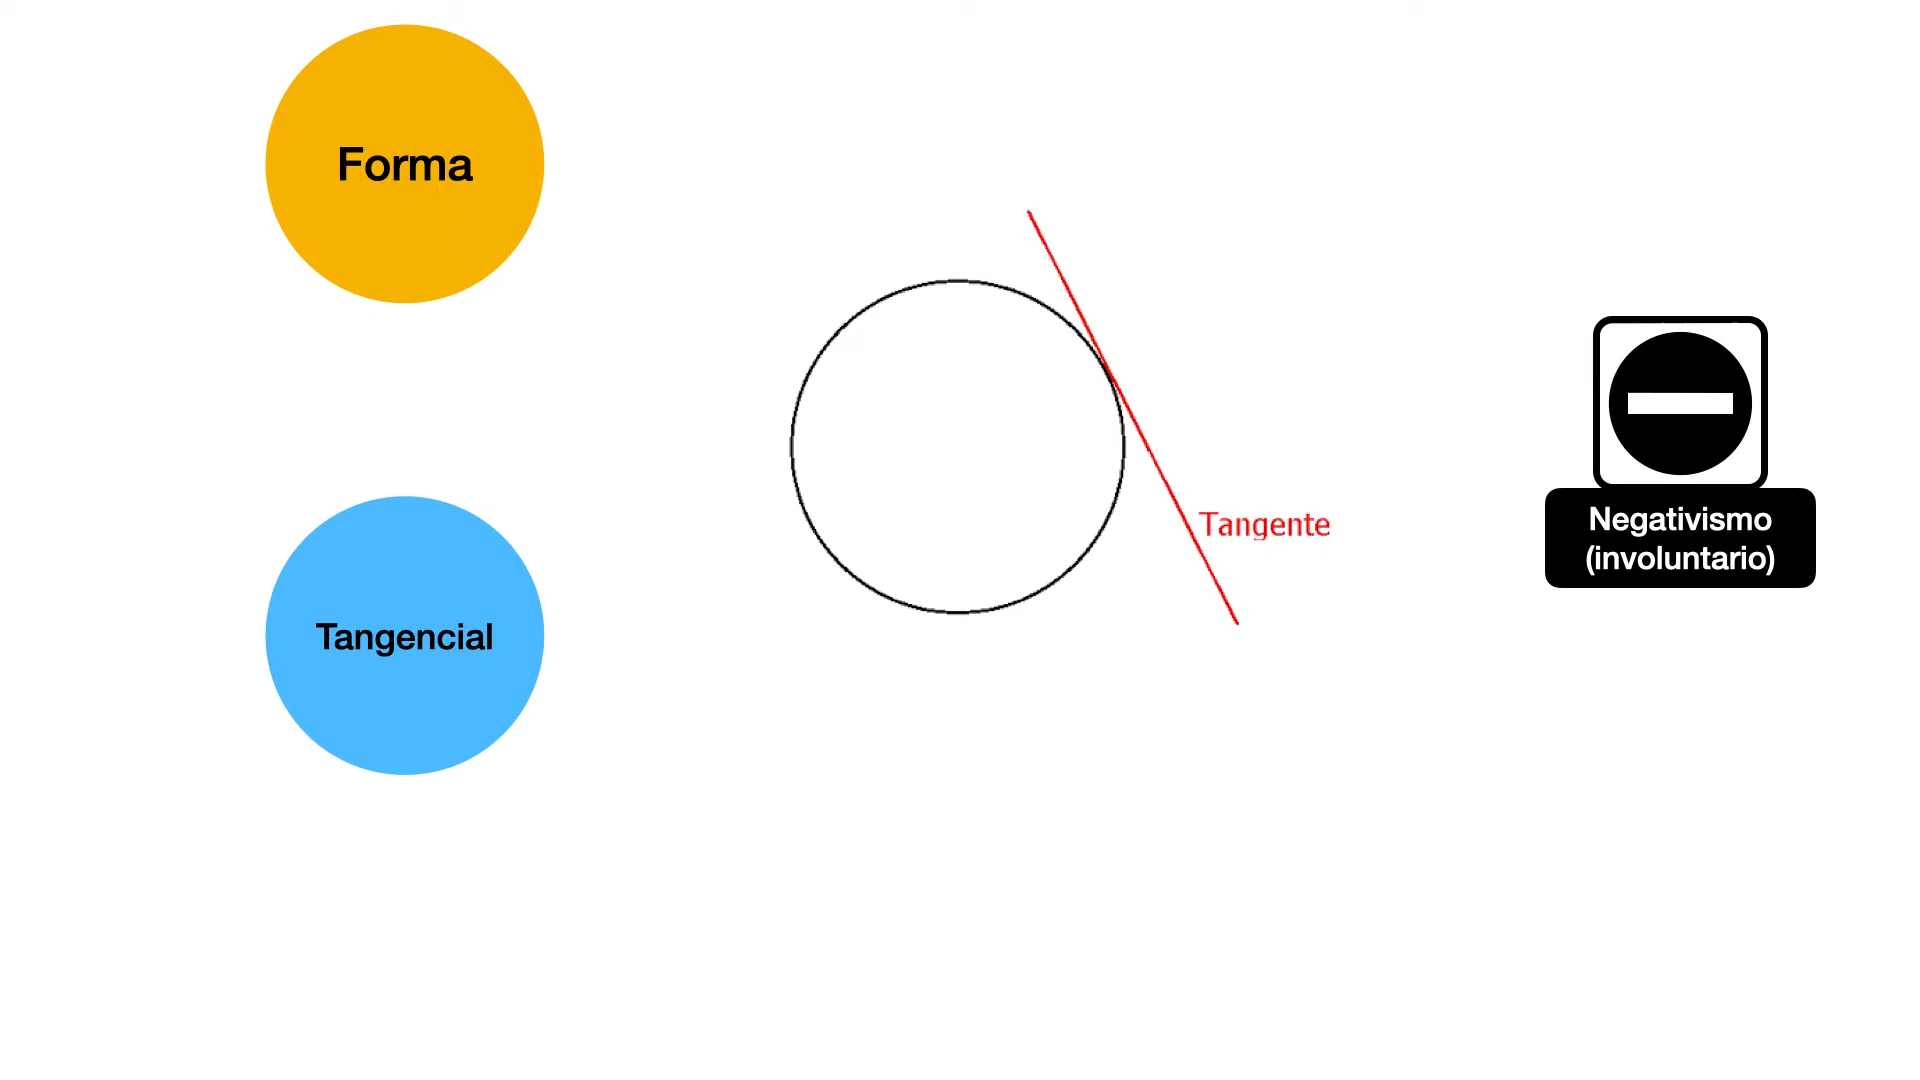 Forma
Tangencial
Tangente
Negativismo
(involuntario)